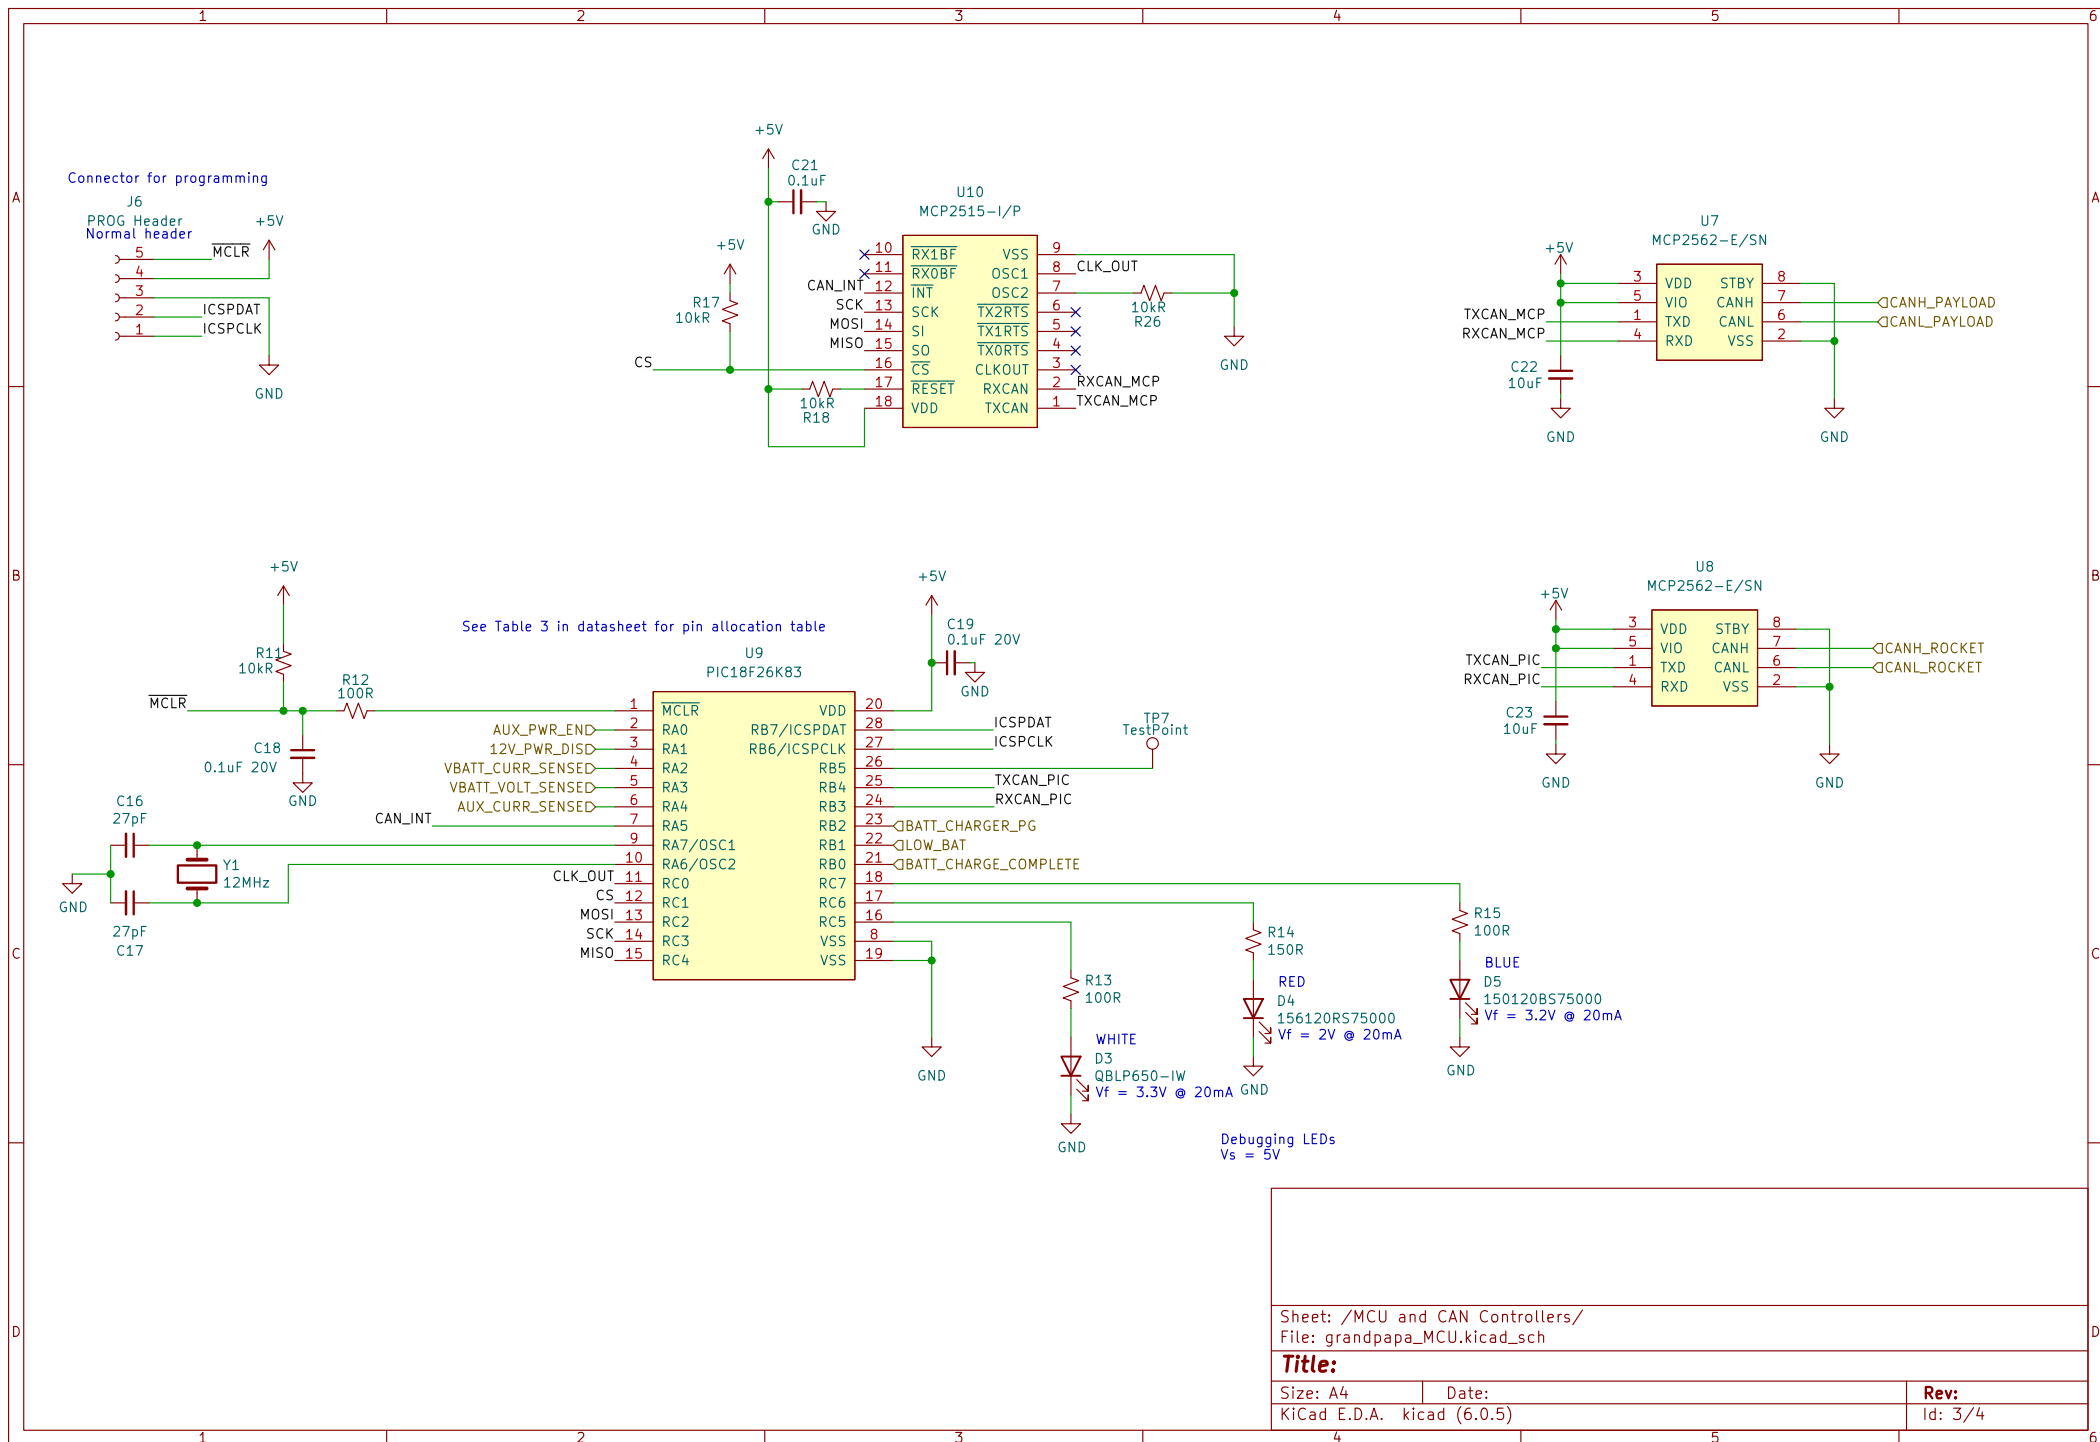 1 2 3 4 5 6
A
B
C
D
A
B
C
D
Connector for programming
J6
PROG Header
Normal header
+5V
5 MCLR
4
3
2 ICSPDAT
1 ICSPCLK
GND
+5V
C21
0.1uF
GND
+5V
R17
10kR
CS
10kR
R18
U10
MCP2515-I/P
10 RX1BF VSS 9
11 RX0BF OSC1 8 CLK_OUT
CAN_INT 12 INT OSC2 7
SCK 13 SCK TX2RTS 6
MOSI 14 SI TX1RTS 5
MISO 15 SO TX0RTS 4
16 CS CLKOUT 3
17 RESET RXCAN 2 RXCAN_MCP
18 VDD TXCAN 1 TXCAN_MCP
10kR
R26
GND
U7
MCP2562-E/SN
+5V
3 VDD STBY 8
5 VIO CANH 7 CANH_PAYLOAD
TXCAN_MCP 1 TXD CANL 6 CANL_PAYLOAD
RXCAN_MCP 4 RXD VSS 2
C22
10uF
GND
GND
U8
MCP2562-E/SN
+5V
3 VDD STBY 8
5 VIO CANH 7 CANH_ROCKET
TXCAN_PIC 1 TXD CANL 6 CANL_ROCKET
RXCAN_PIC 4 RXD VSS 2
C23
10uF
GND
GND
+5V
R11
10kR
R12
100R
MCLR
C18
0.1uF 20V
GND
See Table 3 in datasheet for pin allocation table
+5V
C19
0.1uF 20V
GND
U9
PIC18F26K83
1 MCLR VDD 20
AUX_PWR_EN 2 RA0 RB7/ICSPDAT 28 ICSPDAT
12V_PWR_DIS 3 RA1 RB6/ICSPCLK 27 ICSPCLK
VBATT_CURR_SENSE 4 RA2 RB5 26
VBATT_VOLT_SENSE 5 RA3 RB4 25 TXCAN_PIC
AUX_CURR_SENSE 6 RA4 RB3 24 RXCAN_PIC
CAN_INT 7 RA5 RB2 23 BATT_CHARGER_PG
9 RA7/OSC1 RB1 22 LOW_BAT
10 RA6/OSC2 RB0 21 BATT_CHARGE_COMPLETE
CLK_OUT 11 RC0 RC7 18
CS 12 RC1 RC6 17
MOSI 13 RC2 RC5 16
SCK 14 RC3 VSS 8
MISO 15 RC4 VSS 19
TP7
TestPoint
C16
27pF
Y1
12MHz
GND
27pF
C17
GND
R13
100R
WHITE
D3
QBLP650-IW
Vf = 3.3V @ 20mA
GND
R14
150R
RED
D4
156120RS75000
Vf = 2V @ 20mA
GND
R15
100R
BLUE
D5
150120BS75000
Vf = 3.2V @ 20mA
GND
Debugging LEDs
Vs = 5V
Sheet: /MCU and CAN Controllers/
File: grandpapa_MCU.kicad_sch
Title:
Size: A4 Date: Rev:
KiCad E.D.A. kicad (6.0.5) Id: 3/4
1 2 3 4 5 6